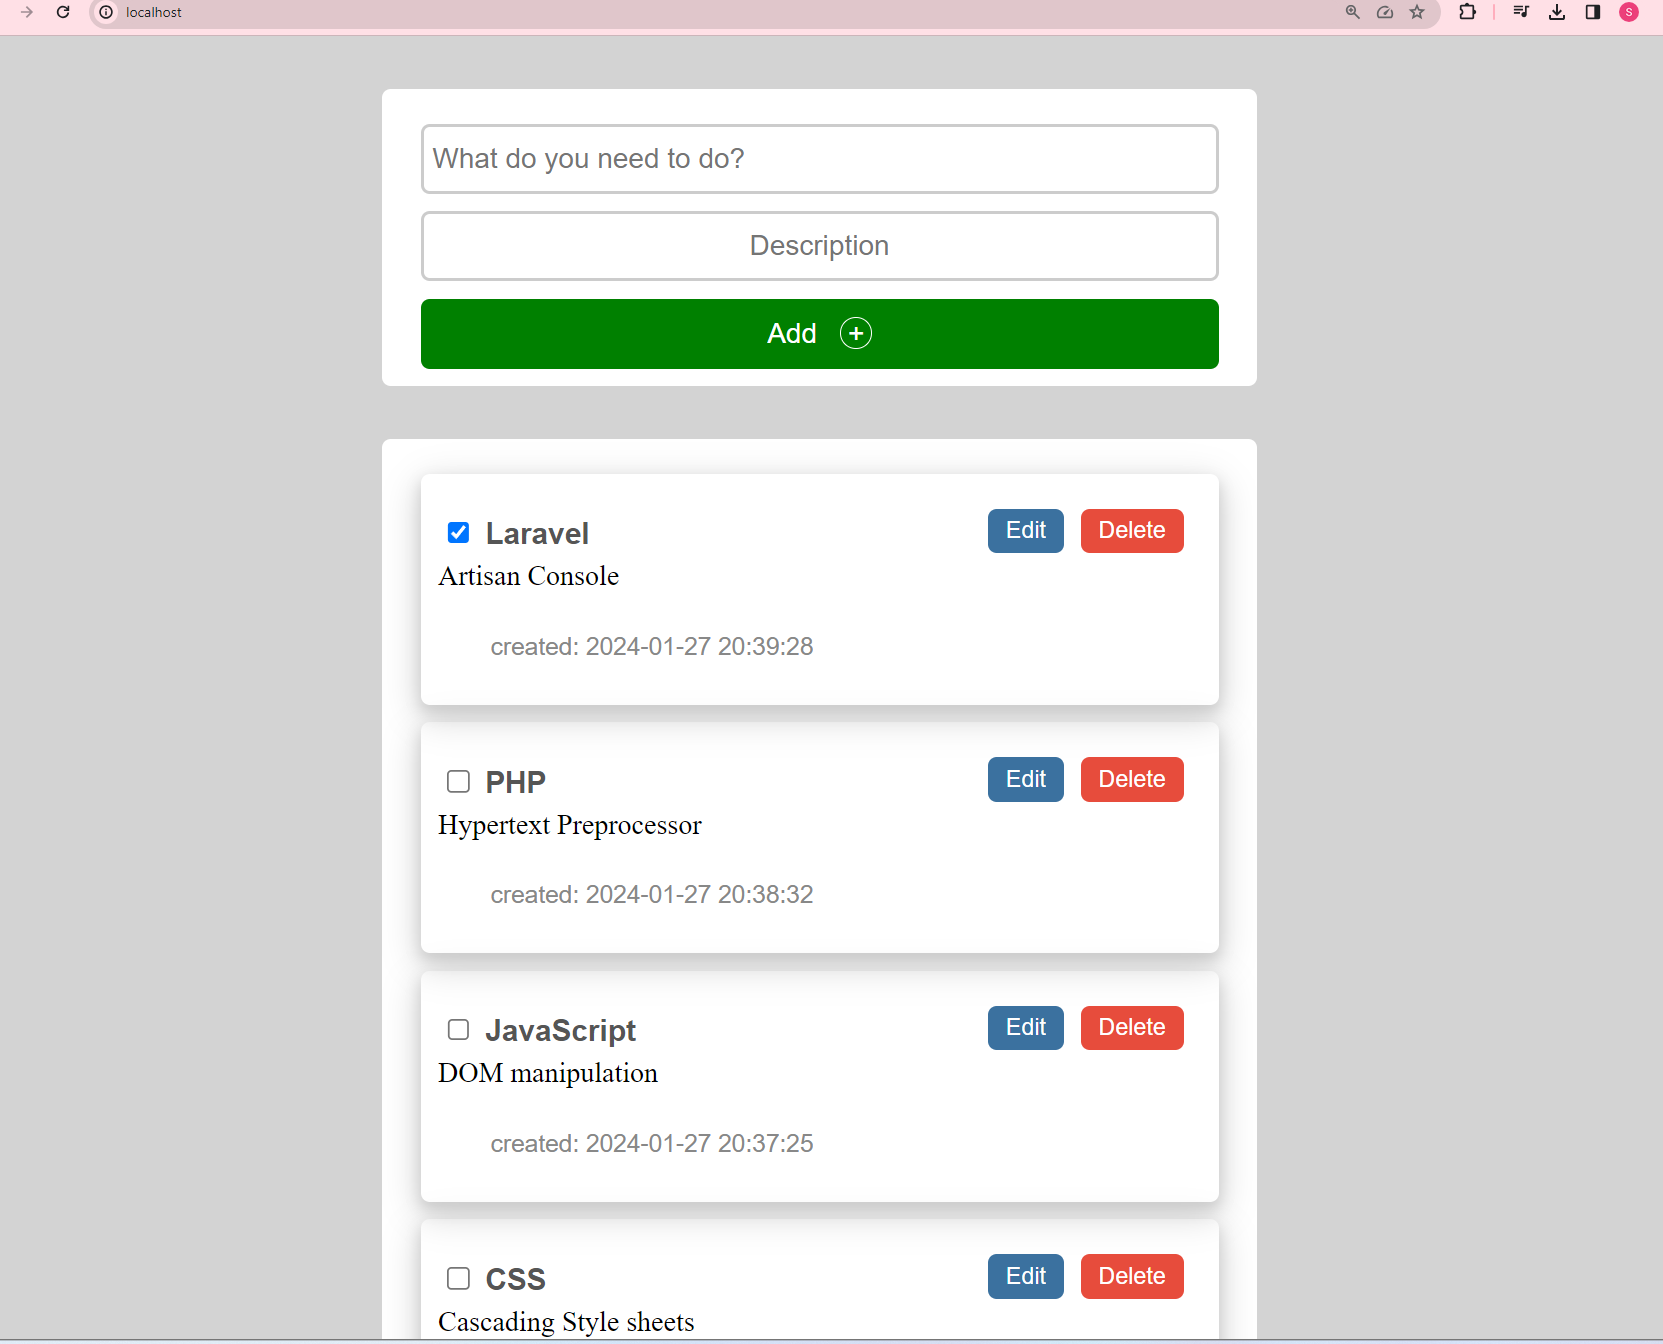 localhost
S
What do you need to do?
Description
Add
Laravel Edit Delete
Artisan Console
created: 2024-01-27 20:39:28
PHP Edit Delete
Hypertext Preprocessor
created: 2024-01-27 20:38:32
JavaScript Edit Delete
DOM manipulation
created: 2024-01-27 20:37:25
CSS Edit Delete
Cascading Style sheets